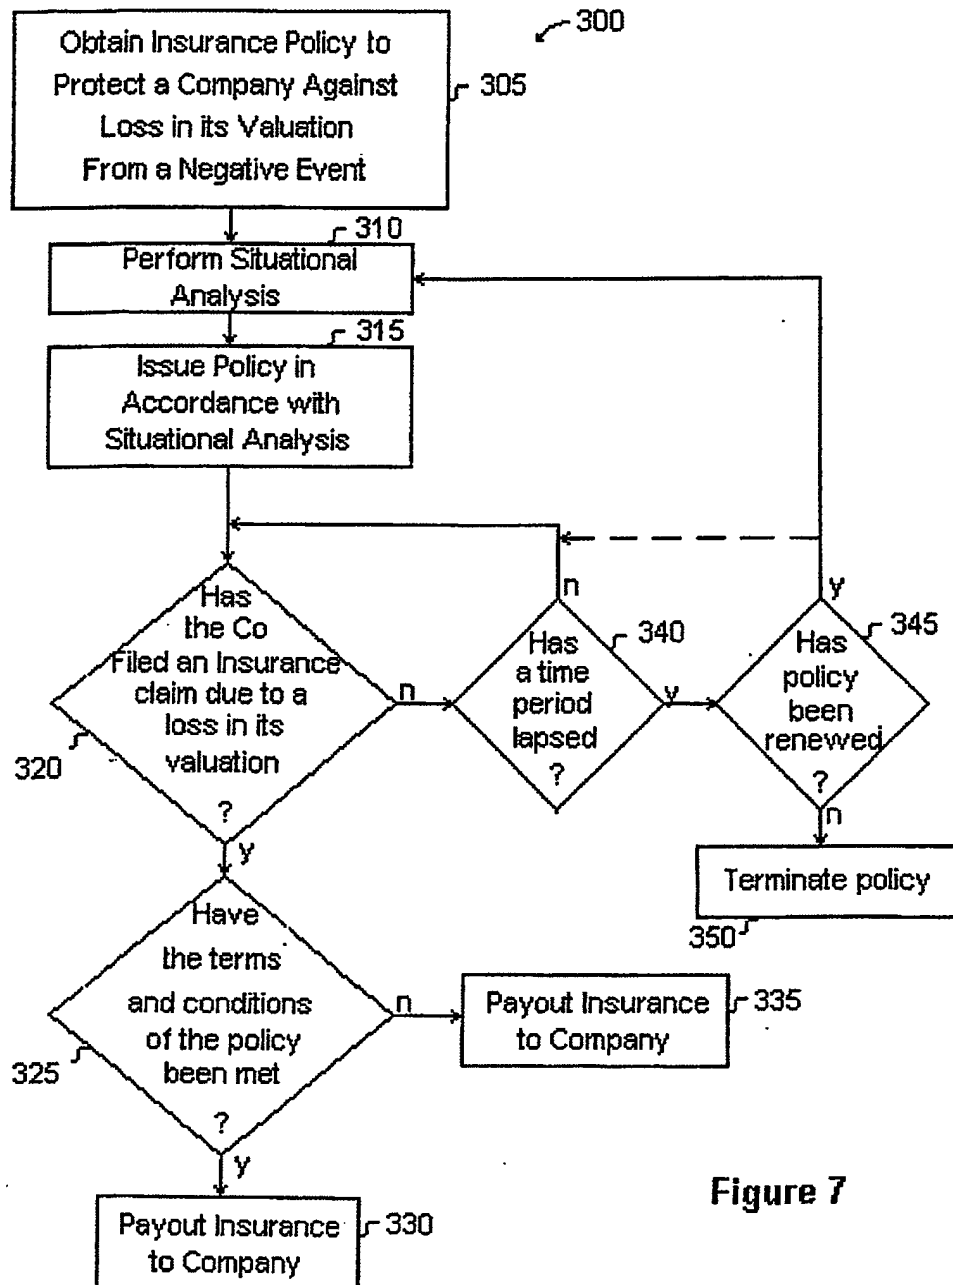 300
Obtain Insurance Policy to
Protect a Company Against
Loss in its Valuation
From a Negative Event
305
310
Perform Situational
Analysis
315
Issue Policy in
Accordance with
Situational Analysis
Has
the Co
Filed an Insurance
claim due to a
loss in its
valuation
?
320
n
y
n
Has
a time
period
lapsed
?
340
y
y
Has
policy
been
renewed
?
345
n
Terminate policy
350
Have
the terms
and conditions
of the policy
been met
?
325
n
Payout Insurance
to Company
335
y
Payout Insurance
to Company
330
Figure 7